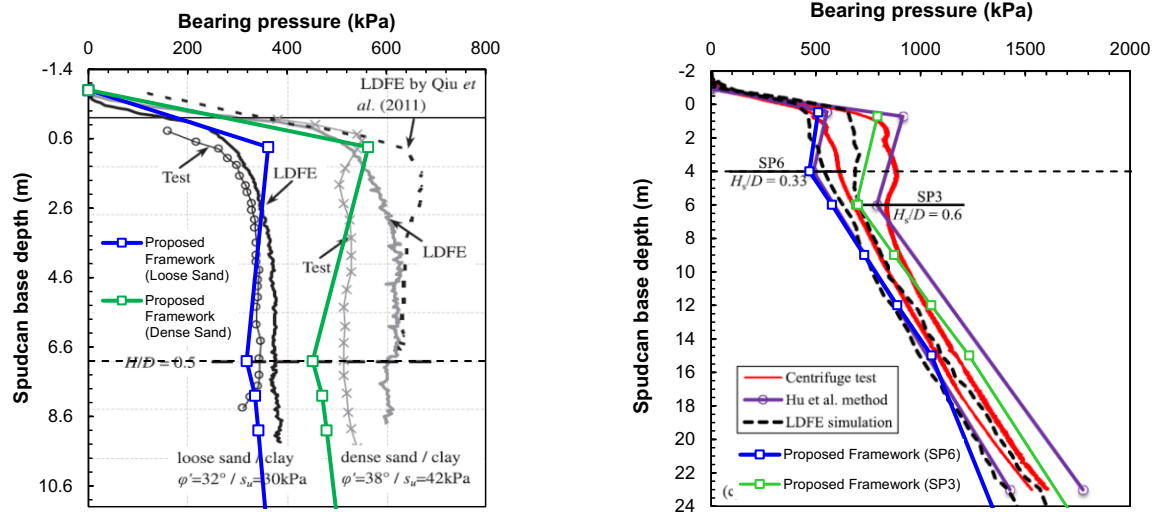 Bearing pressure (kPa)
0 200 400 600 800
-1.4
0.6
2.6
4.6
6.6
8.6
10.6
Spudcan base depth (m)
LDFE by Qiu et
al. (2011)
Test
LDFE
Test
LDFE
Proposed
Framework
(Loose Sand)
Proposed
Framework
(Dense Sand)
H/D = 0.5
loose sand / clay
φ'=32° / su=30kPa
dense sand / clay
φ'=38° / su=42kPa
Bearing pressure (kPa)
0 500 1000 1500 2000
-2
0
2
4
6
8
10
12
14
16
18
20
22
24
Spudcan base depth (m)
SP6
Hs/D = 0.33
SP3
Hs/D = 0.6
Centrifuge test
Hu et al. method
LDFE simulation
Proposed Framework (SP6)
Proposed Framework (SP3)